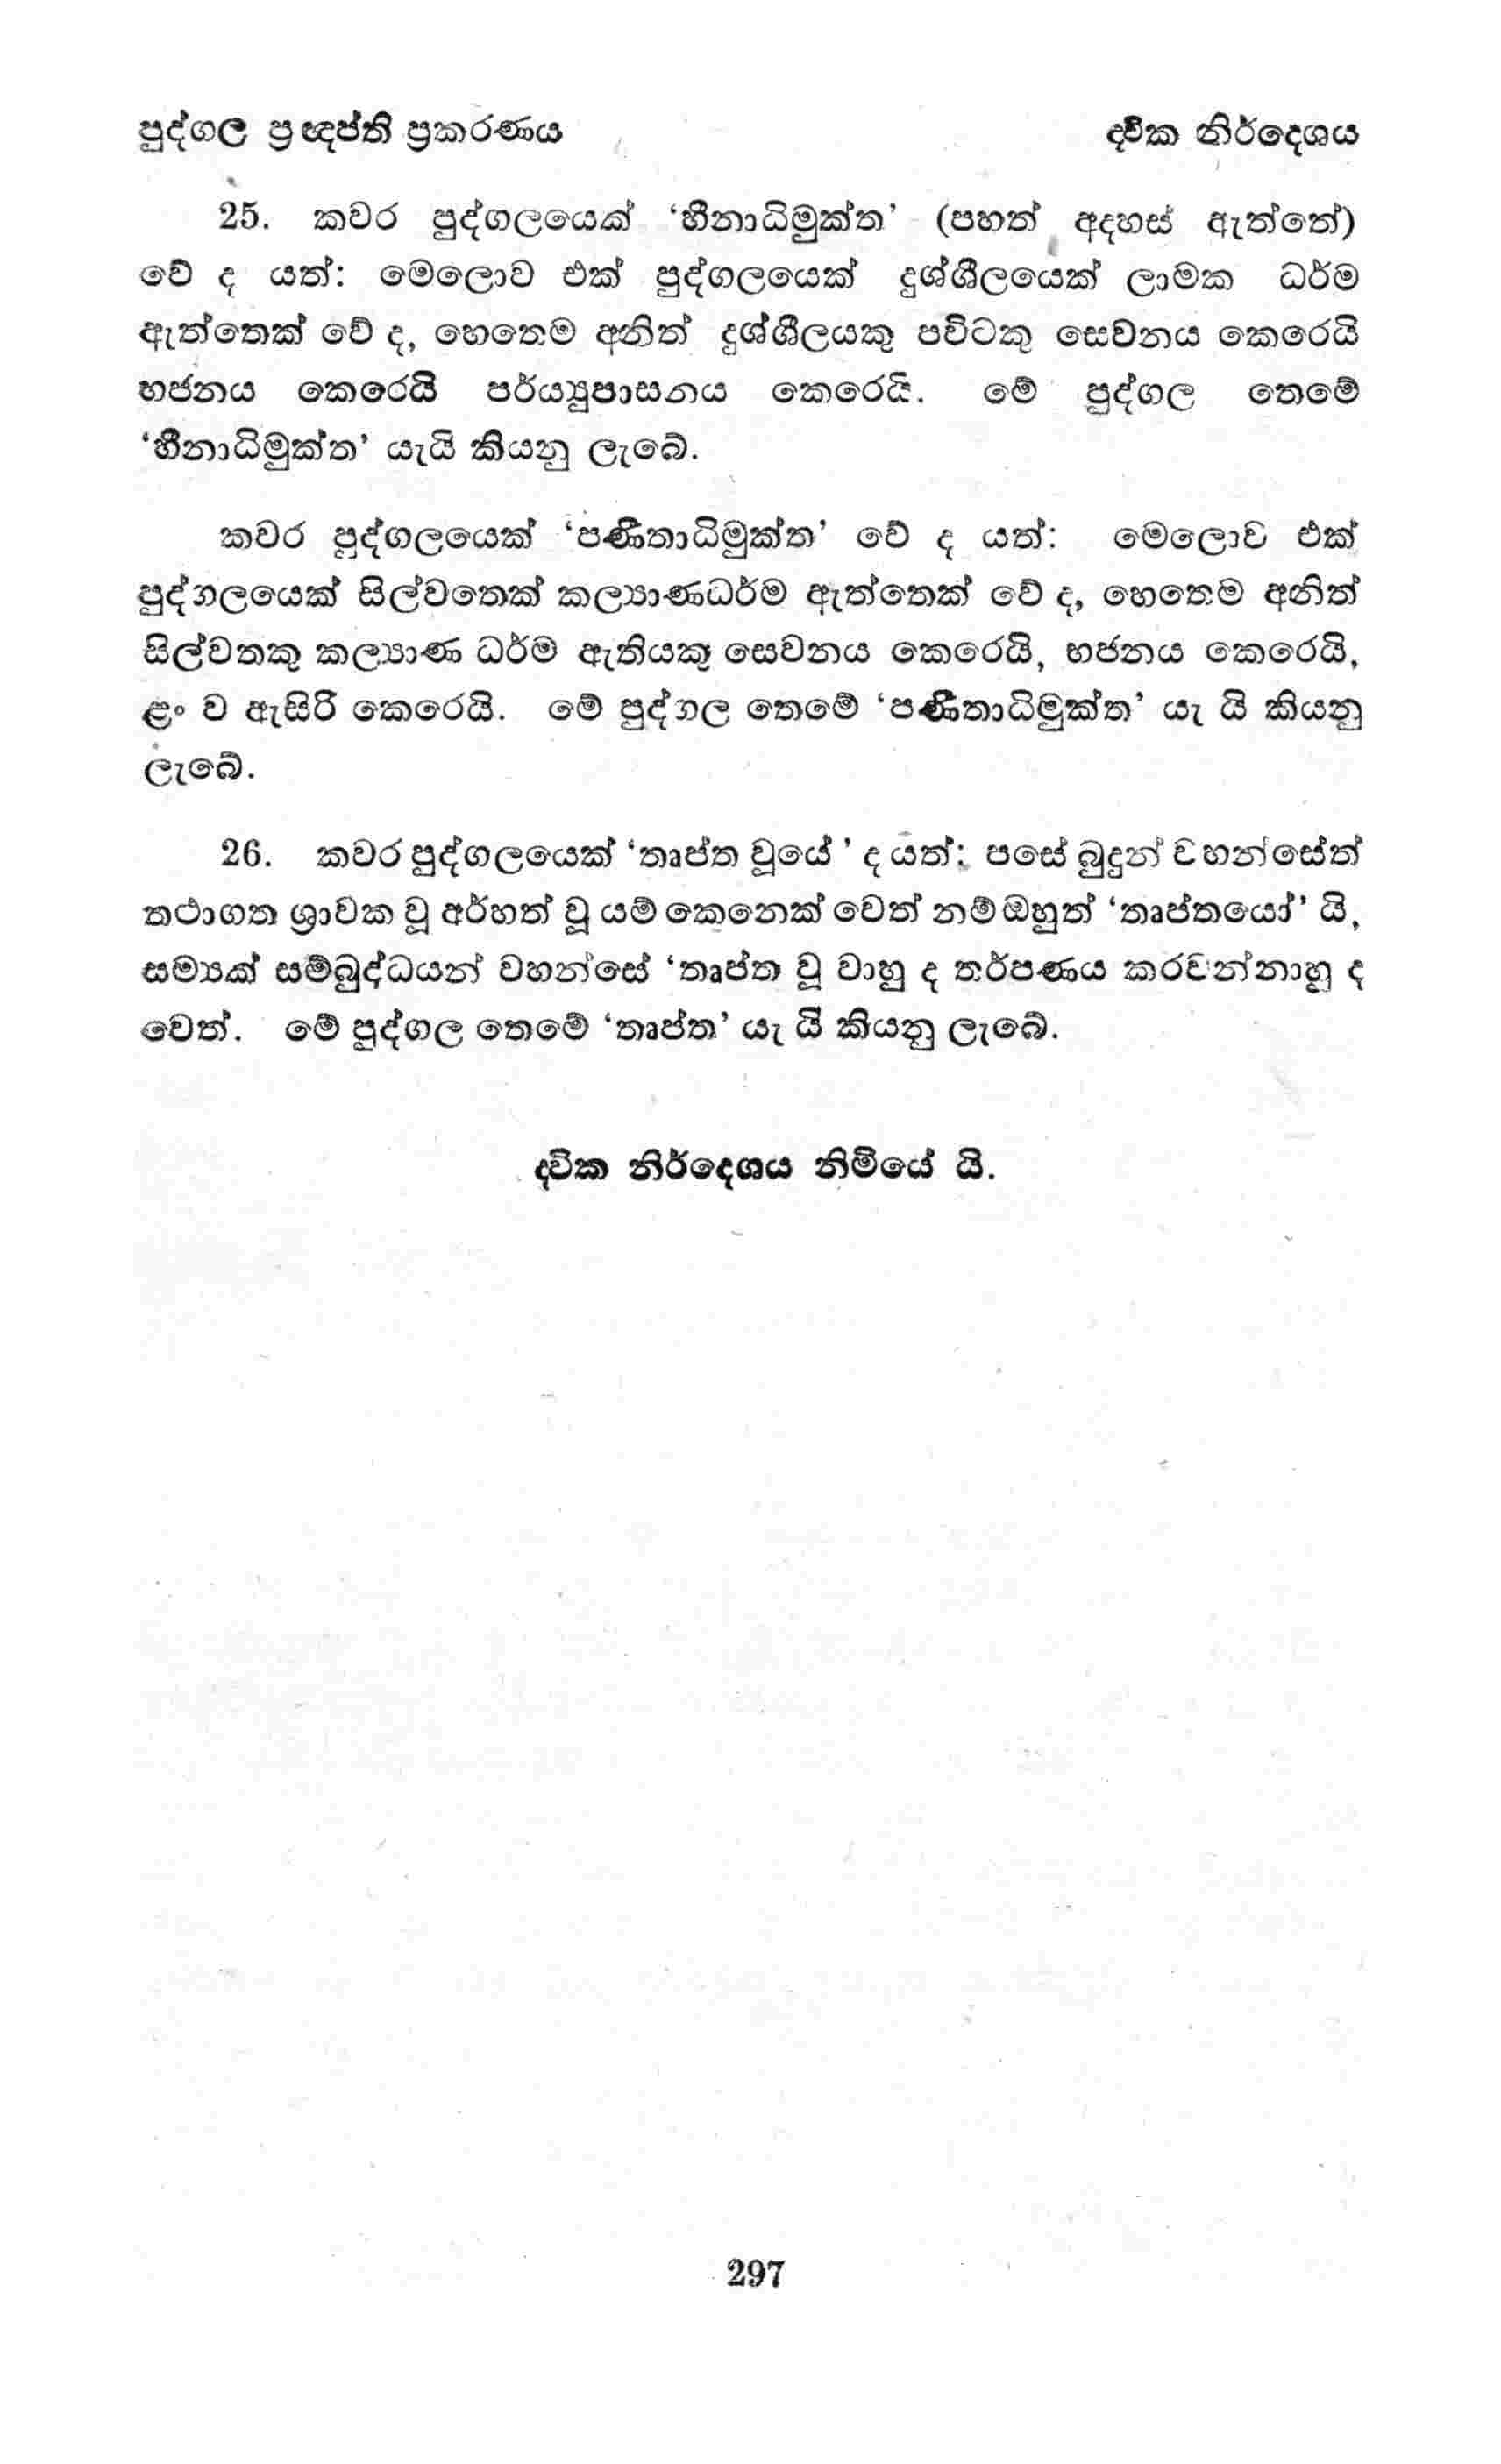 පුද්ගල ප්‍රඥප්ති ප්‍රකරණය	ද්වික නිර්දෙශය
25. කවර පුද්ගලයෙක් ‘හීනාධිමුක්ත’ (පහත් අදහස් ඇත්තේ)
වේ ද යත්: මෙලොව එක් පුද්ගලයෙක් දුශ්ශීලයෙක් ලාමක ධර්ම
ඇත්තෙක් වේ ද, හෙතෙම අනිත් දුශ්ශීලයකු පවිටකු සෙවනය කෙරෙයි
භජනය කෙරෙයි පර්ය්‍යුපාසනය කෙරෙයි. මේ පුද්ගල තෙමේ
‘හීනාධිමුක්ත’ යැයි කියනු ලැබේ.
කවර පුද්ගලයෙක් ‘පණීතාධිමුක්ත’ වේ ද යත්: මෙලොව එක්
පුද්ගලයෙක් සිල්වතෙක් කල්‍යාණධර්ම ඇත්තෙක් වේ ද, හෙතෙම අනිත්
සිල්වතකු කල්‍යාණ ධර්ම ඇතියකු සෙවනය කෙරෙයි, භජනය කෙරෙයි,
ළං ව ඇසිරි කෙරෙයි. මේ පුද්ගල තෙමේ ‘පණීතාධිමුක්ත’ යැ යි කියනු
ලැබේ.
26. කවර පුද්ගලයෙක් ‘තෘප්ත වූයේ’ ද යත්: පසේ බුදුන් වහන්සේත්
තථාගත ශ්‍රාවක වූ අර්හත් වූ යම් කෙනෙක් වෙත් නම් ඔහුත් ‘තෘප්තයෝ’ යි,
සම්‍යක් සම්බුද්ධයන් වහන්සේ ‘තෘප්ත වූ වාහු ද තර්පණය කරවන්නාහු ද
වෙත්. මේ පුද්ගල තෙමේ ‘තෘප්ත’ යැ යි කියනු ලැබේ.
ද්වික නිර්දෙශය නිමියේ යි.
297